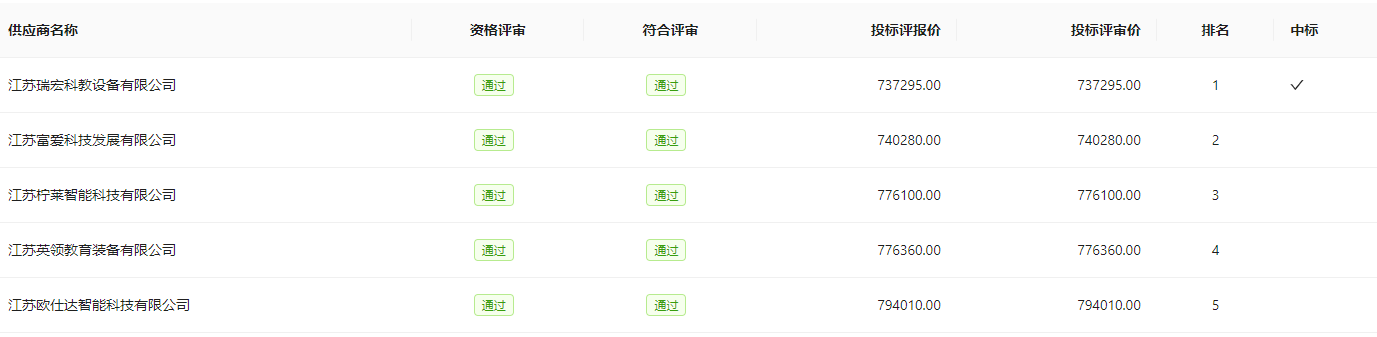 供应商名称 资格评审 符合评审 投标评报价 投标评审价 排名 中标
江苏瑞宏科教设备有限公司 通过 通过 737295.00 737295.00 1 ✓
江苏富爱科技发展有限公司 通过 通过 740280.00 740280.00 2
江苏柠莱智能科技有限公司 通过 通过 776100.00 776100.00 3
江苏英领教育装备有限公司 通过 通过 776360.00 776360.00 4
江苏欧仕达智能科技有限公司 通过 通过 794010.00 794010.00 5